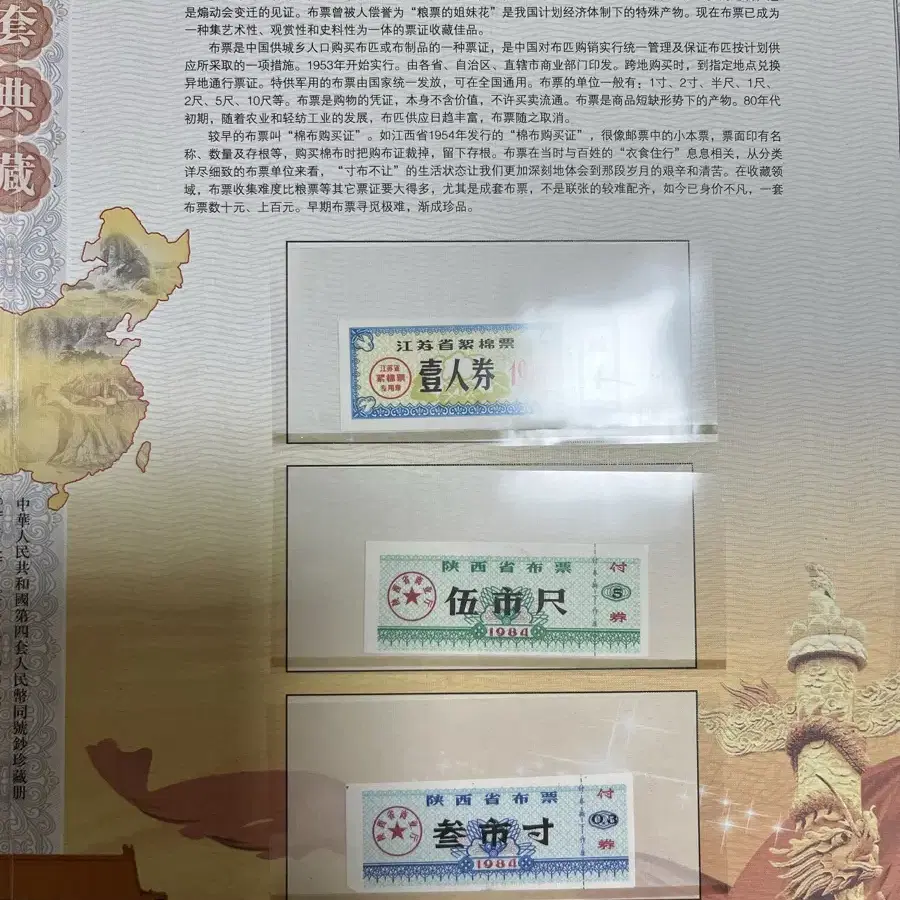 是煽动会变迁的见证。布票曾被人偿誉为“粮票的姐妹花”是我国计划经济体制下的特殊产物。现在布票已成为
一种集艺术性、观赏性和史料性为一体的票证收藏佳品。
布票是中国供城乡人口购买布匹或布制品的一种票证，是中国对布匹购销实行统一管理及保证布匹按计划供
应所采取的一项措施。1953年开始实行。由各省、自治区、直辖市商业部门印发。跨地购买时，到指定地点兑换
异地通行票证。特供军用的布票由国家统一发放，可在全国通用。布票的单位一般有：1寸、2寸、半尺、1尺、
2尺、5尺、10尺等。布票是购物的凭证，本身不含价值，不许买卖流通。布票是商品短缺形势下的产物。80年代
初期，随着农业和轻纺工业的发展，布匹供应日趋丰富，布票随之取消。
较早的布票叫“棉布购买证”。如江西省1954年发行的“棉布购买证”，很像邮票中的小本票，票面印有名
称、数量及存根等，购买棉布时把购布证裁掉，留下存根。布票在当时与百姓的“衣食住行”息息相关，从分类
详尽细致的布票单位来看，“寸布不让”的生活状态让我们更加深刻地体会到那段岁月的艰辛和清苦。在收藏领
域，布票收集难度比粮票等其它票证要大得多，尤其是成套布票，不是联张的较难配齐，如今已身价不凡，一套
布票数十元、上百元。早期布票寻见极难，渐成珍品。
套
典
藏
中華人民共和國第四套人民幣同號鈔珍藏册
江苏省絮棉票
江苏省
絮棉票
专用章
壹人券
19
陕西省布票
陕西省商业厅
伍市尺
1984
付
5
券
陕西省布票
陕西省商业厅
叁市寸
1984
付
0.3
券